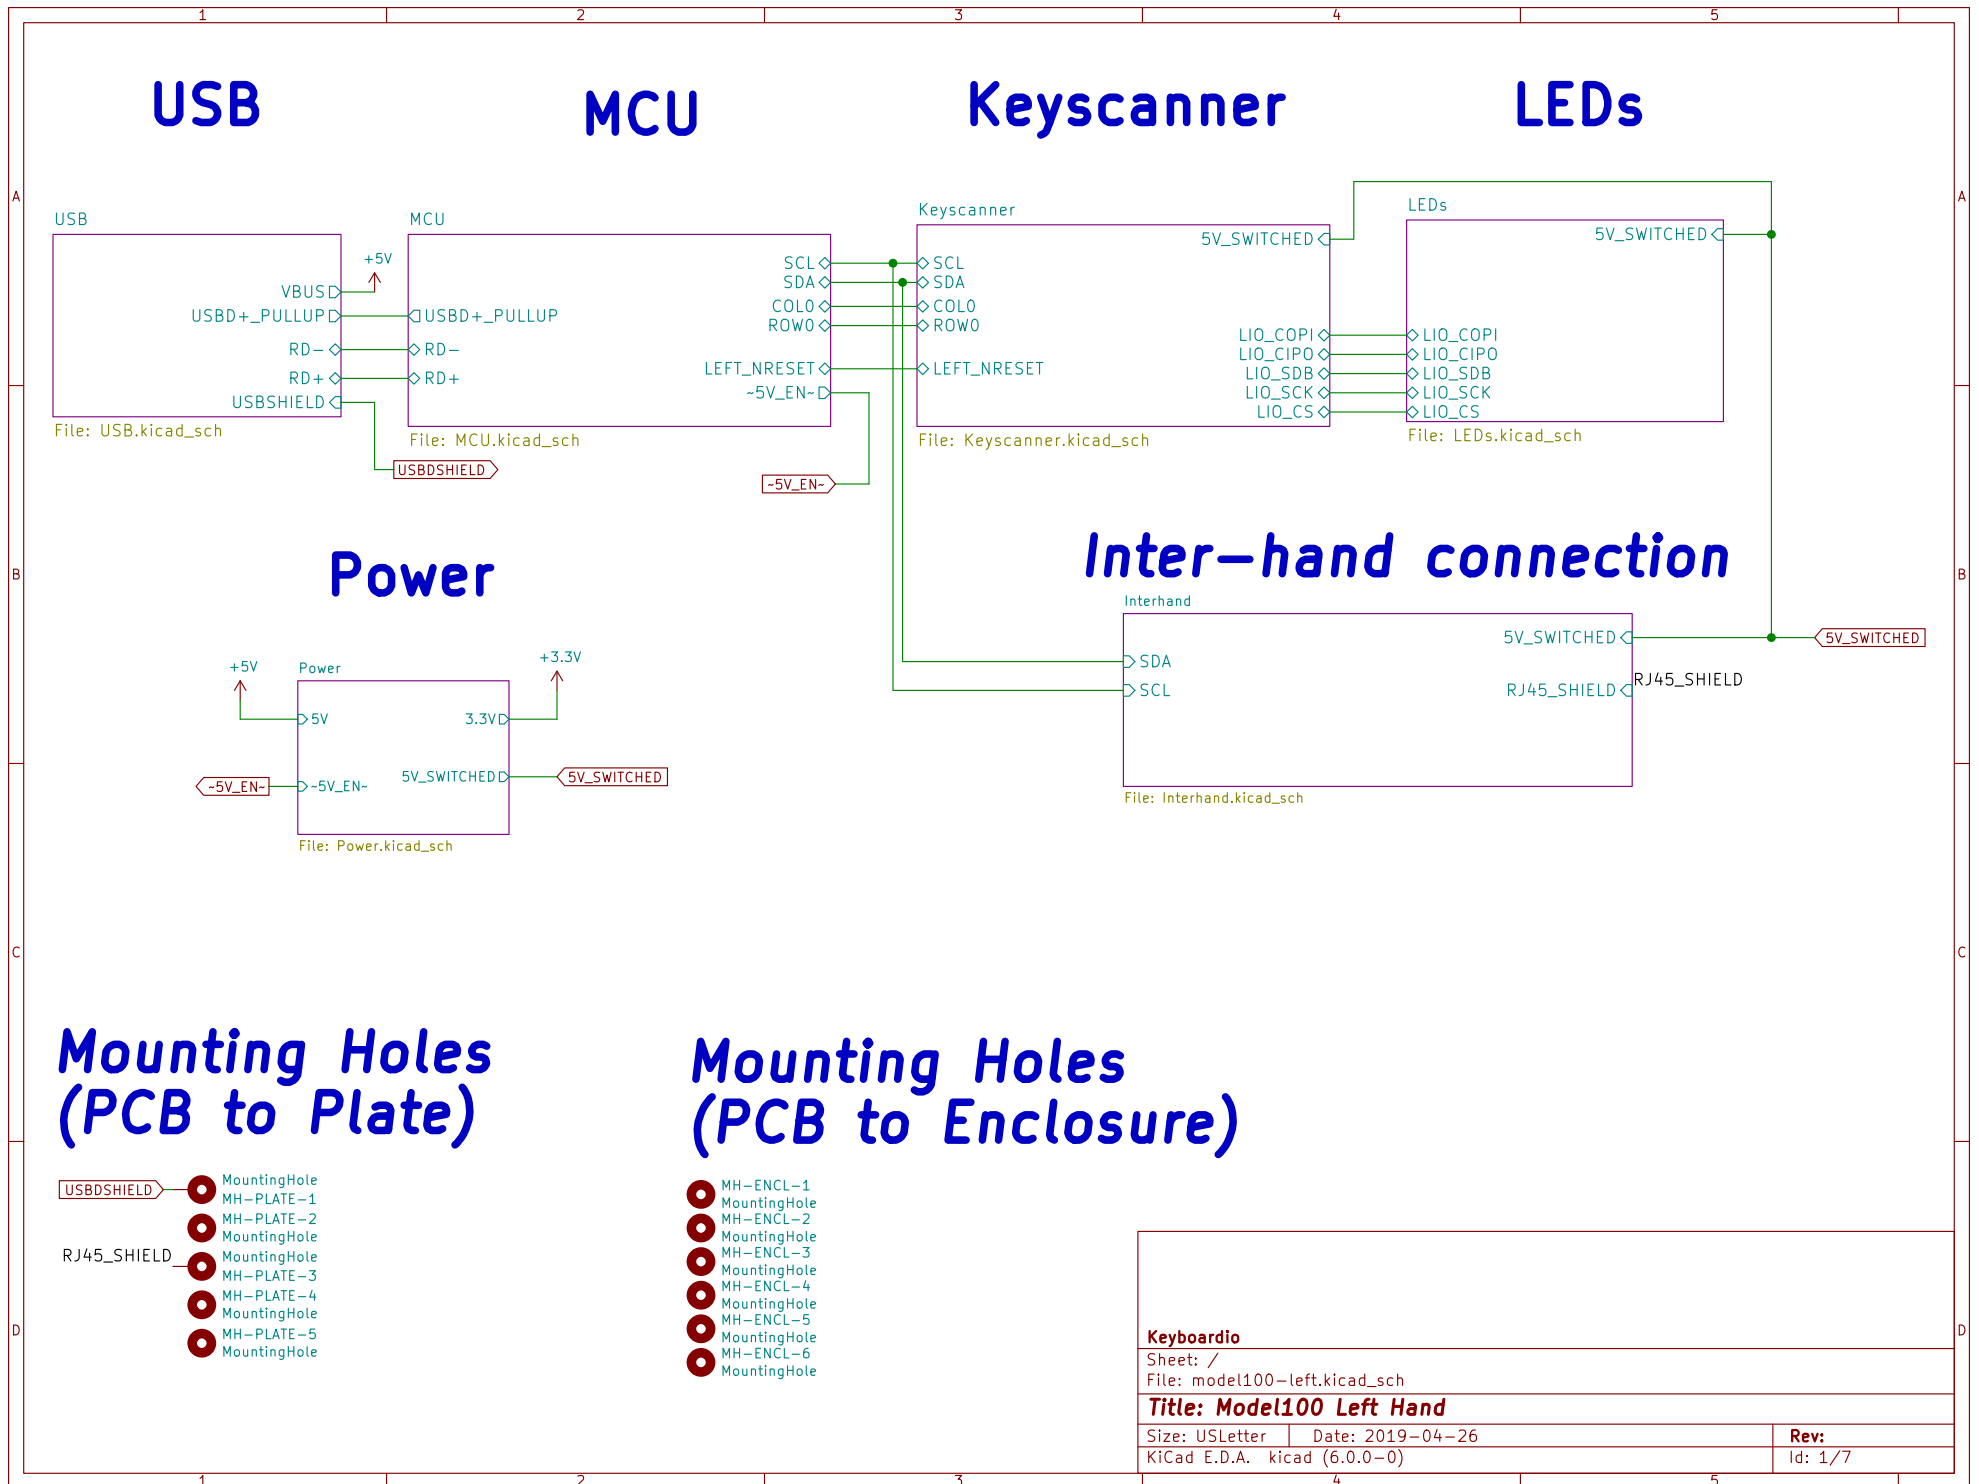 1 2 3 4 5
USB
MCU
Keyscanner
LEDs
A
A
USB
VBUS
USBD+_PULLUP
RD-
RD+
USBSHIELD
File: USB.kicad_sch
+5V
USBDSHIELD
MCU
USBD+_PULLUP
RD-
RD+
SCL
SDA
COL0
ROW0
LEFT_NRESET
~5V_EN~
File: MCU.kicad_sch
~5V_EN~
Keyscanner
5V_SWITCHED
SCL
SDA
COL0
ROW0
LEFT_NRESET
LIO_COPI
LIO_CIPO
LIO_SDB
LIO_SCK
LIO_CS
File: Keyscanner.kicad_sch
LEDs
5V_SWITCHED
LIO_COPI
LIO_CIPO
LIO_SDB
LIO_SCK
LIO_CS
File: LEDs.kicad_sch
B
B
Power
+5V
Power
+3.3V
5V
3.3V
5V_SWITCHED
5V_SWITCHED
~5V_EN~
~5V_EN~
File: Power.kicad_sch
Inter-hand connection
Interhand
5V_SWITCHED
5V_SWITCHED
SDA
SCL
RJ45_SHIELD
RJ45_SHIELD
File: Interhand.kicad_sch
C
C
Mounting Holes
(PCB to Plate)
USBDSHIELD
MountingHole
MH-PLATE-1
MH-PLATE-2
MountingHole
RJ45_SHIELD
MountingHole
MH-PLATE-3
MH-PLATE-4
MountingHole
MH-PLATE-5
MountingHole
Mounting Holes
(PCB to Enclosure)
MH-ENCL-1
MountingHole
MH-ENCL-2
MountingHole
MH-ENCL-3
MountingHole
MH-ENCL-4
MountingHole
MH-ENCL-5
MountingHole
MH-ENCL-6
MountingHole
D
D
Keyboardio
Sheet: /
File: model100-left.kicad_sch
Title: Model100 Left Hand
Size: USLetter Date: 2019-04-26 Rev:
KiCad E.D.A. kicad (6.0.0-0) Id: 1/7
1 2 3 4 5